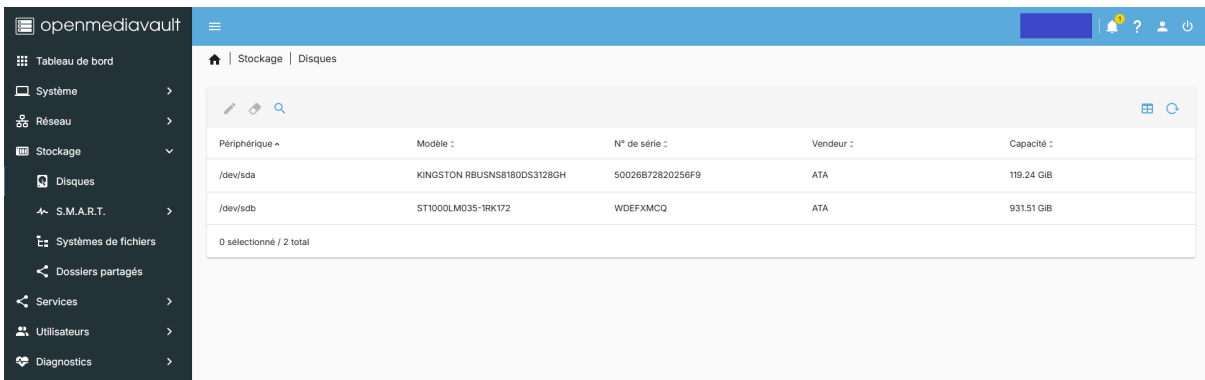 openmediavault
1
?
Tableau de bord
Système
Réseau
Stockage
Disques
S.M.A.R.T.
Systèmes de fichiers
Dossiers partagés
Services
Utilisateurs
Diagnostics
| Stockage | Disques
Périphérique Modèle N° de série Vendeur Capacité
/dev/sda KINGSTON RBUSNS8180DS3128GH 50026B72820256F9 ATA 119.24 GiB
/dev/sdb ST1000LM035-1RK172 WDEFXMCQ ATA 931.51 GiB
0 sélectionné / 2 total